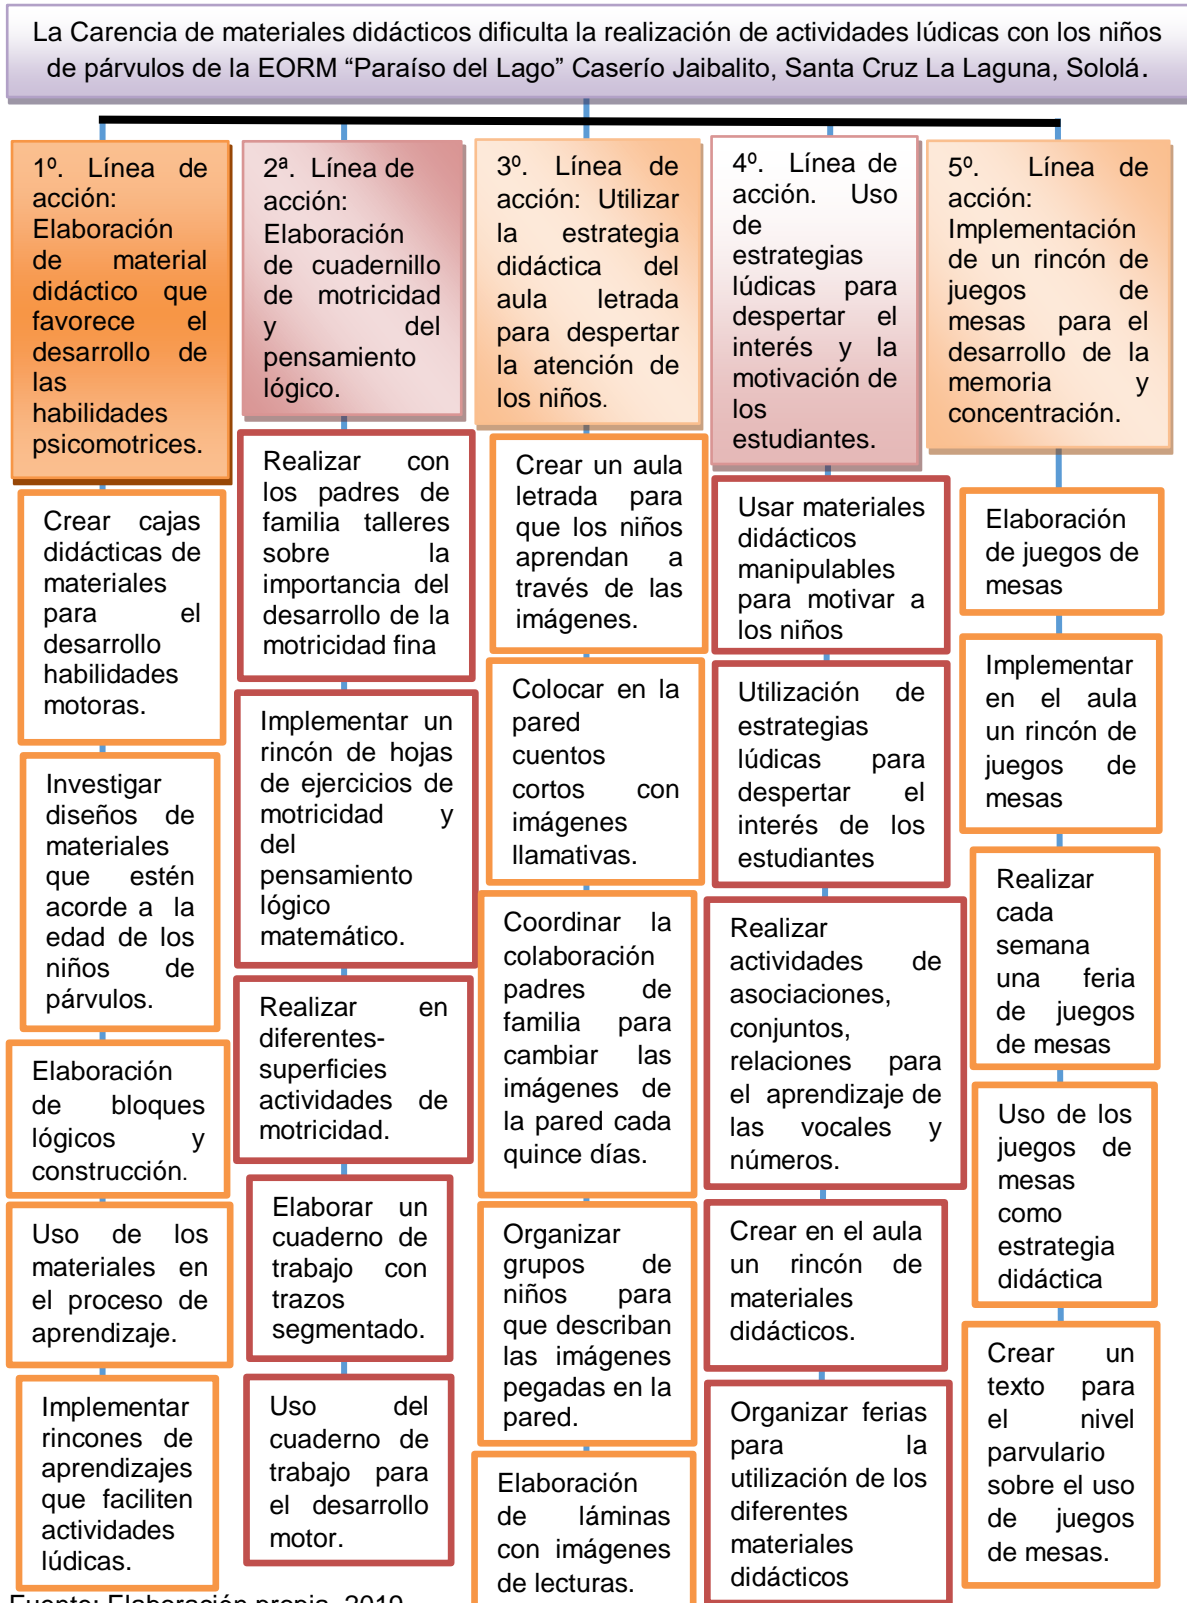 La Carencia de materiales didácticos dificulta la realización de actividades lúdicas con los niños
de párvulos de la EORM “Paraíso del Lago” Caserío Jaibalito, Santa Cruz La Laguna, Sololá.
1º. Línea de
acción:
Elaboración
de material
didáctico que
favorece el
desarrollo de
las
habilidades
psicomotrices.
Crear cajas
didácticas de
materiales
para el
desarrollo
habilidades
motoras.
Investigar
diseños de
materiales
que estén
acorde a la
edad de los
niños de
párvulos.
Elaboración
de bloques
lógicos y
construcción.
Uso de los
materiales en
el proceso de
aprendizaje.
Implementar
rincones de
aprendizajes
que faciliten
actividades
lúdicas.
2ª. Línea de
acción:
Elaboración
de cuadernillo
de motricidad
y del
pensamiento
lógico.
Realizar con
los padres de
familia talleres
sobre la
importancia del
desarrollo de la
motricidad fina
Implementar un
rincón de hojas
de ejercicios de
motricidad y
del
pensamiento
lógico
matemático.
Realizar en
diferentes-
superficies
actividades de
motricidad.
Elaborar un
cuaderno de
trabajo con
trazos
segmentado.
Uso del
cuaderno de
trabajo para
el desarrollo
motor.
3º. Línea de
acción: Utilizar
la estrategia
didáctica del
aula letrada
para despertar
la atención de
los niños.
Crear un aula
letrada para
que los niños
aprendan a
través de las
imágenes.
Colocar en la
pared
cuentos
cortos con
imágenes
llamativas.
Coordinar la
colaboración
padres de
familia para
cambiar las
imágenes de
la pared cada
quince días.
Organizar
grupos de
niños para
que describan
las imágenes
pegadas en la
pared.
Elaboración
de láminas
con imágenes
de lecturas.
4º. Línea de
acción. Uso
de
estrategias
lúdicas para
despertar el
interés y la
motivación de
los
estudiantes.
Usar materiales
didácticos
manipulables
para motivar a
los niños
Utilización de
estrategias
lúdicas para
despertar el
interés de los
estudiantes
Realizar
actividades de
asociaciones,
conjuntos,
relaciones para
el aprendizaje de
las vocales y
números.
Crear en el aula
un rincón de
materiales
didácticos.
Organizar ferias
para la
utilización de los
diferentes
materiales
didácticos
5º. Línea de
acción:
Implementación
de un rincón de
juegos de
mesas para el
desarrollo de la
memoria y
concentración.
Elaboración
de juegos de
mesas
Implementar
en el aula
un rincón de
juegos de
mesas
Realizar
cada
semana
una feria
de juegos
de mesas
Uso de los
juegos de
mesas
como
estrategia
didáctica
Crear un
texto para
el nivel
parvulario
sobre el uso
de juegos
de mesas.
Fuente: Elaboración propia, 2019